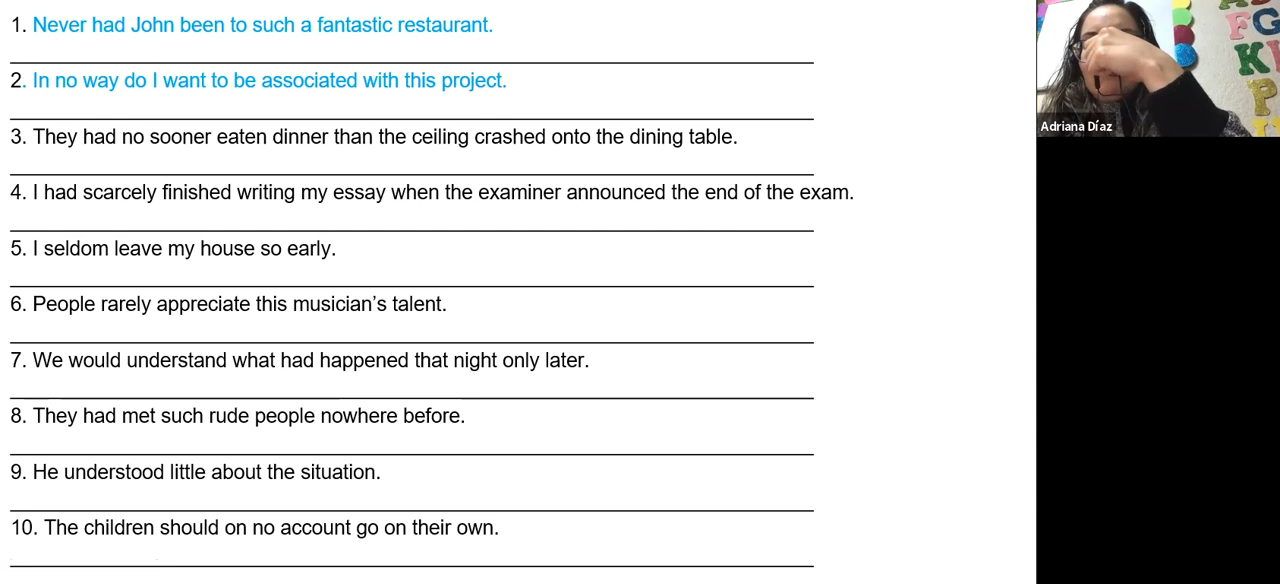 1. Never had John been to such a fantastic restaurant.
2. In no way do I want to be associated with this project.
3. They had no sooner eaten dinner than the ceiling crashed onto the dining table.
4. I had scarcely finished writing my essay when the examiner announced the end of the exam.
5. I seldom leave my house so early.
6. People rarely appreciate this musician’s talent.
7. We would understand what had happened that night only later.
8. They had met such rude people nowhere before.
9. He understood little about the situation.
10. The children should on no account go on their own.
FG
K
P
Adriana Díaz